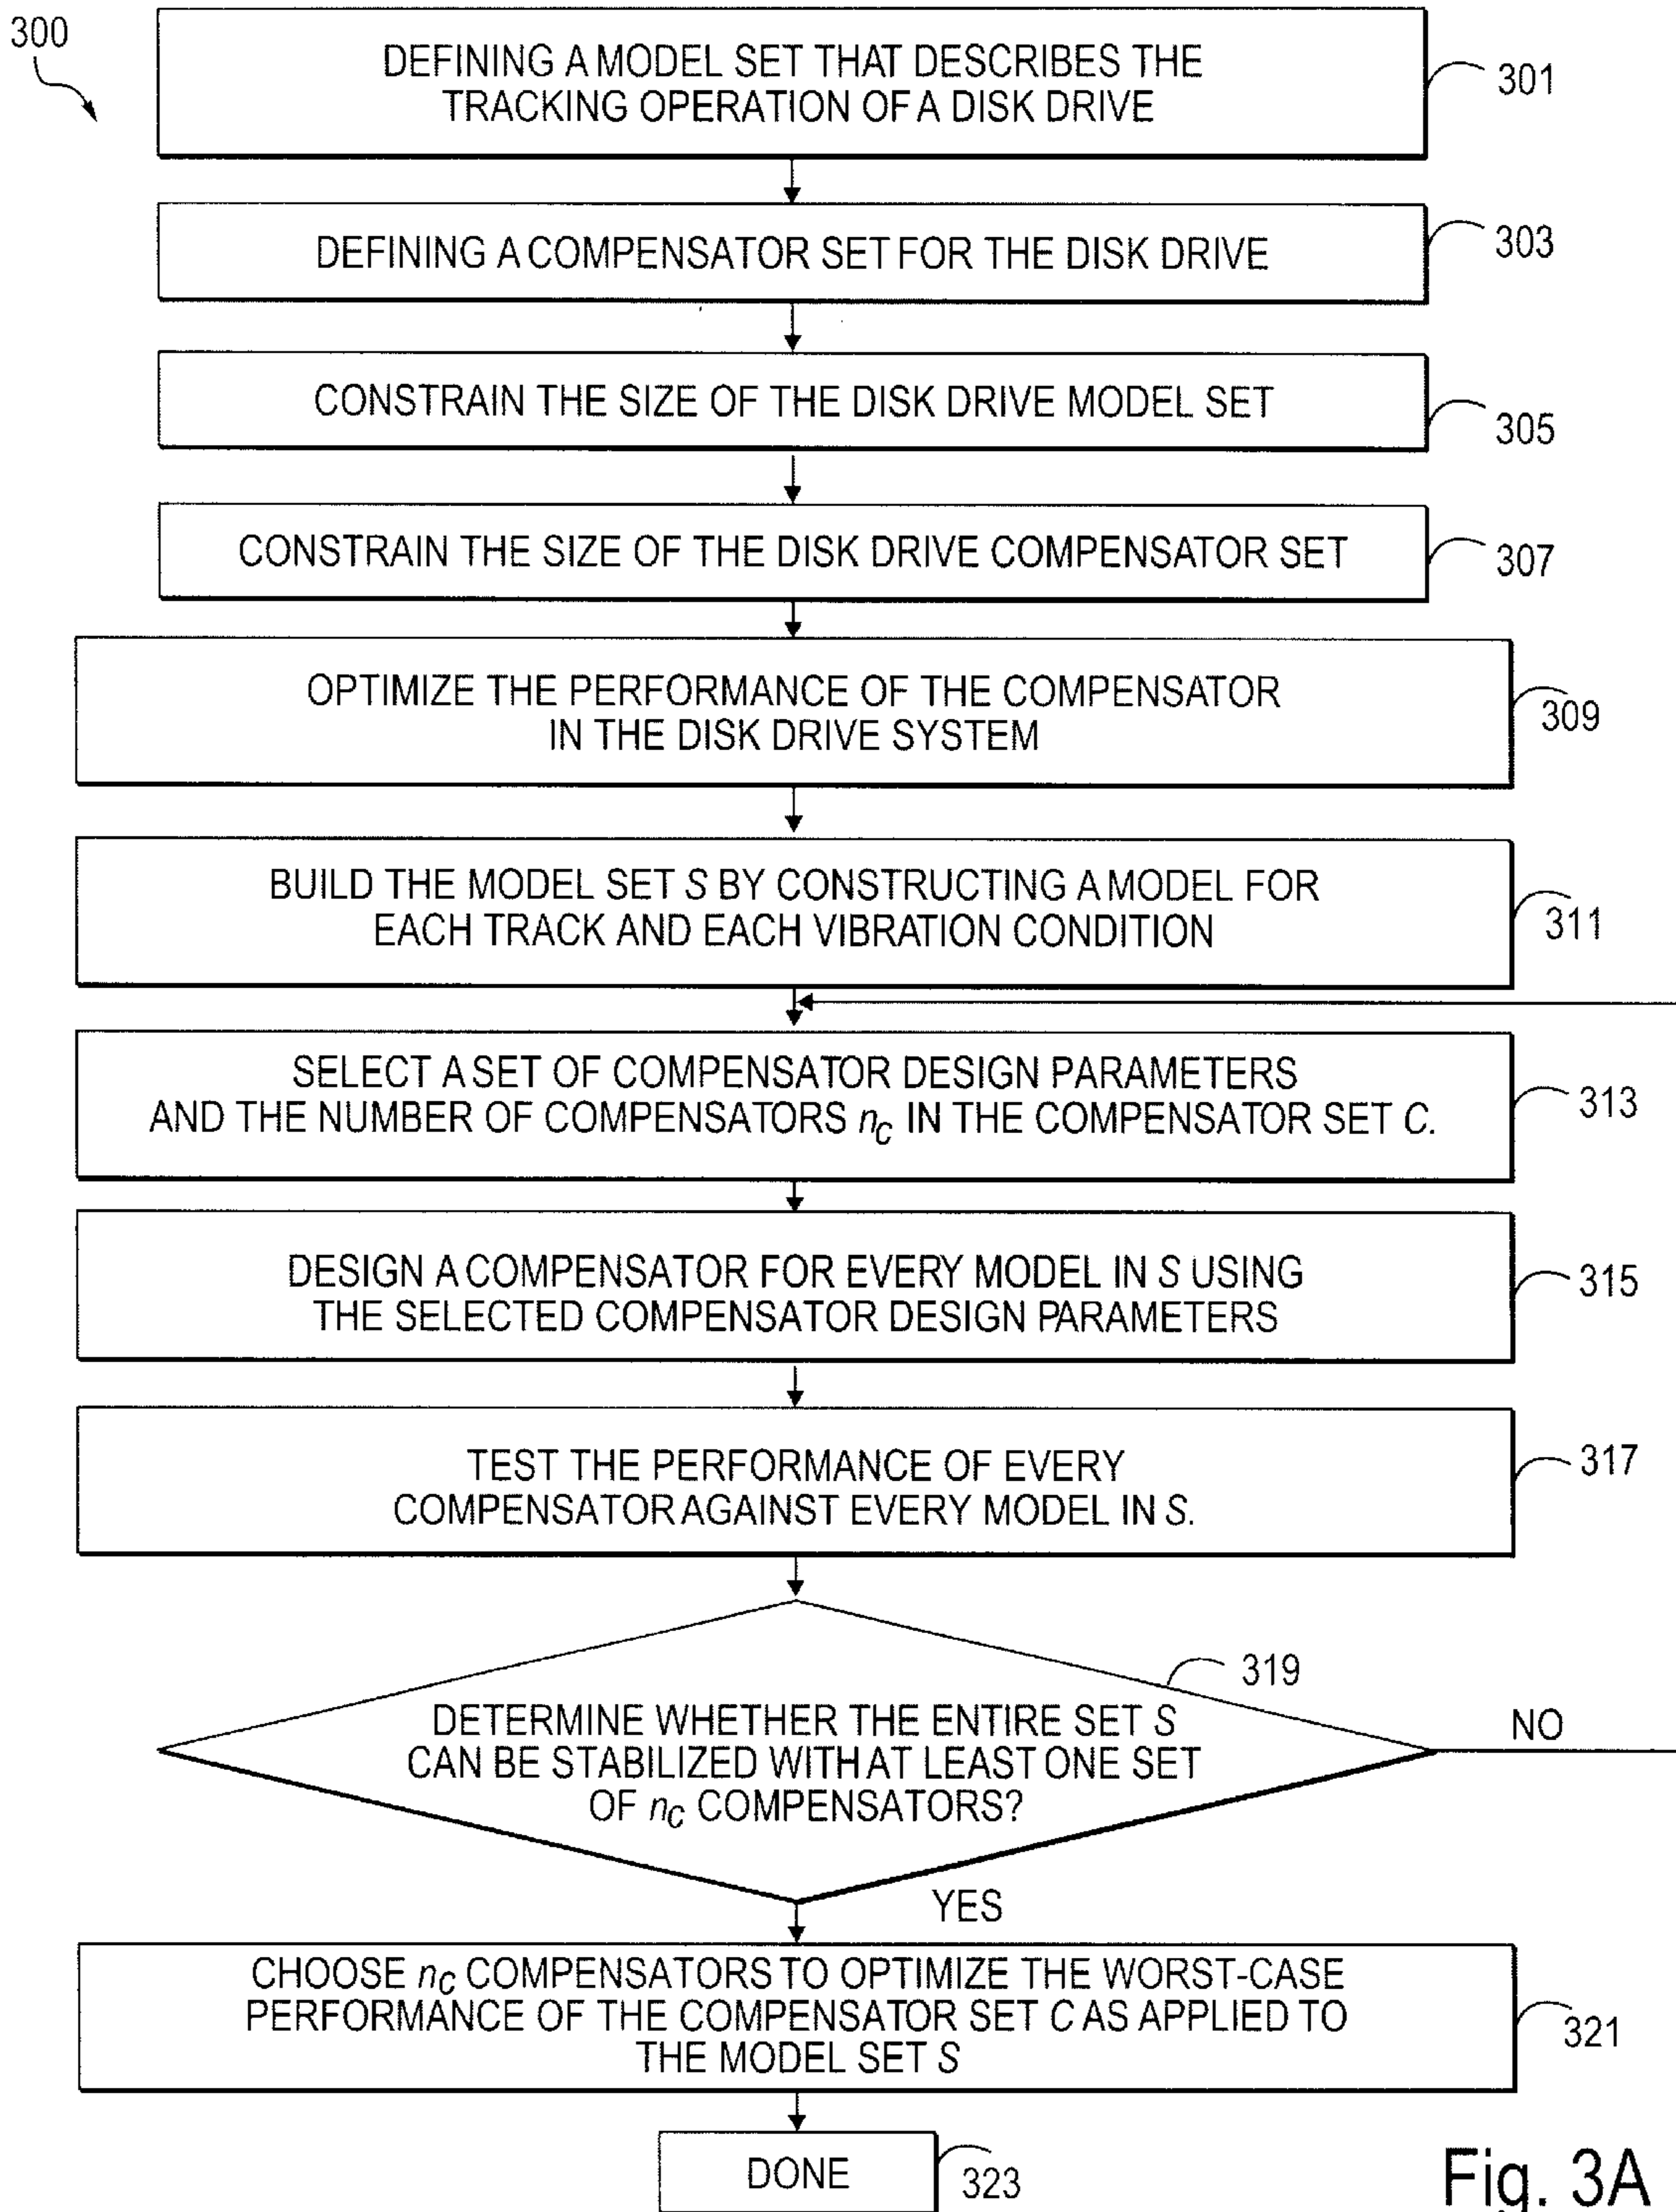 300
DEFINING A MODEL SET THAT DESCRIBES THE
TRACKING OPERATION OF A DISK DRIVE
301
DEFINING A COMPENSATOR SET FOR THE DISK DRIVE
303
CONSTRAIN THE SIZE OF THE DISK DRIVE MODEL SET
305
CONSTRAIN THE SIZE OF THE DISK DRIVE COMPENSATOR SET
307
OPTIMIZE THE PERFORMANCE OF THE COMPENSATOR
IN THE DISK DRIVE SYSTEM
309
BUILD THE MODEL SET S BY CONSTRUCTING A MODEL FOR
EACH TRACK AND EACH VIBRATION CONDITION
311
SELECT A SET OF COMPENSATOR DESIGN PARAMETERS
AND THE NUMBER OF COMPENSATORS nC IN THE COMPENSATOR SET C.
313
DESIGN A COMPENSATOR FOR EVERY MODEL IN S USING
THE SELECTED COMPENSATOR DESIGN PARAMETERS
315
TEST THE PERFORMANCE OF EVERY
COMPENSATOR AGAINST EVERY MODEL IN S.
317
319
DETERMINE WHETHER THE ENTIRE SET S
CAN BE STABILIZED WITH AT LEAST ONE SET
OF nC COMPENSATORS?
NO
YES
CHOOSE nC COMPENSATORS TO OPTIMIZE THE WORST-CASE
PERFORMANCE OF THE COMPENSATOR SET C AS APPLIED TO
THE MODEL SET S
321
DONE
323
Fig. 3A